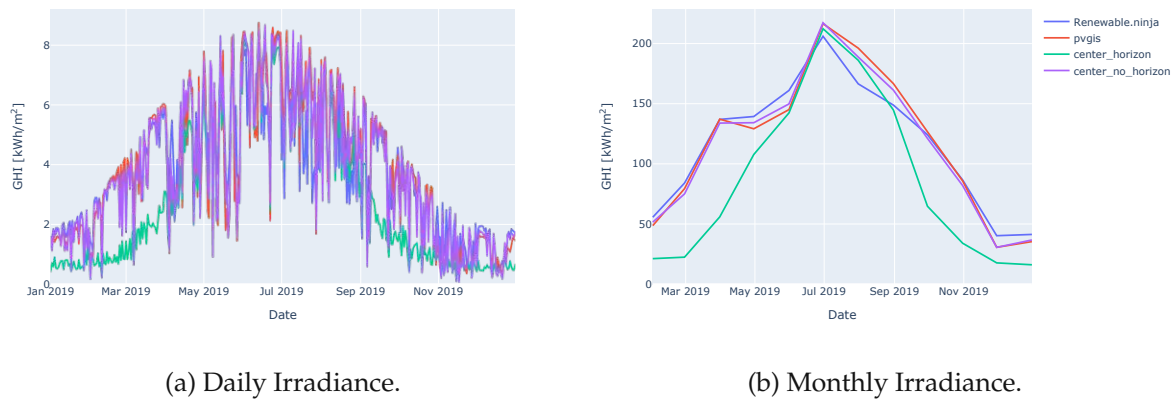 8
6
4
2
0
GHI [kWh/m²]
Jan 2019 Mar 2019 May 2019 Jul 2019 Sep 2019 Nov 2019
Date
200
150
100
50
0
GHI [kWh/m²]
Mar 2019 May 2019 Jul 2019 Sep 2019 Nov 2019
Date
Renewable.ninja
pvgis
center_horizon
center_no_horizon
(a) Daily Irradiance.
(b) Monthly Irradiance.